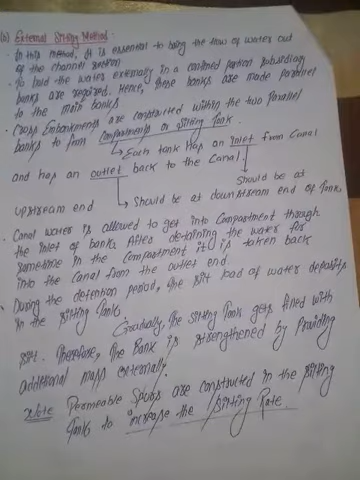 (b) External Silting Method -
- In this method, it is essential to bring the flow of water out
of the channel section.
- To hold the water externally in a confined portion subsidiary
banks are required. Hence, these banks are made parallel
to the main banks
- Cross Embankments are constructed within the two parallel
banks to form compartments or silting Tank.
→ Each tank has an inlet from Canal
and has an outlet back to the Canal.
Should be at
upstream end → Should be at downstream end of Tank.
- Canal water is allowed to get into Compartment through
the inlet of bank. After detaining the water for
sometime in the compartment it is taken back
into the Canal from the outlet end.
- During the detention period, the silt load of water deposits
in the silting Tank.
Gradually, the silting Tank gets filled with
silt. Therefore, the Bank is strengthened by Providing
additional mass externally.
Note Permeable Spurs are constructed in the silting
Tank to increase the silting Rate.